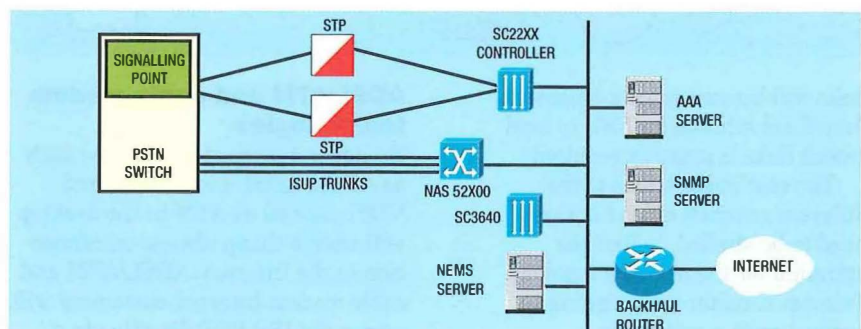 STP
SC22XX
CONTROLLER
SIGNALLING
POINT
AAA
SERVER
STP
PSTN
SWITCH
ISUP TRUNKS
NAS 52X00
SNMP
SERVER
SC3640
NEMS
SERVER
INTERNET
BACKHAUL
ROUTER